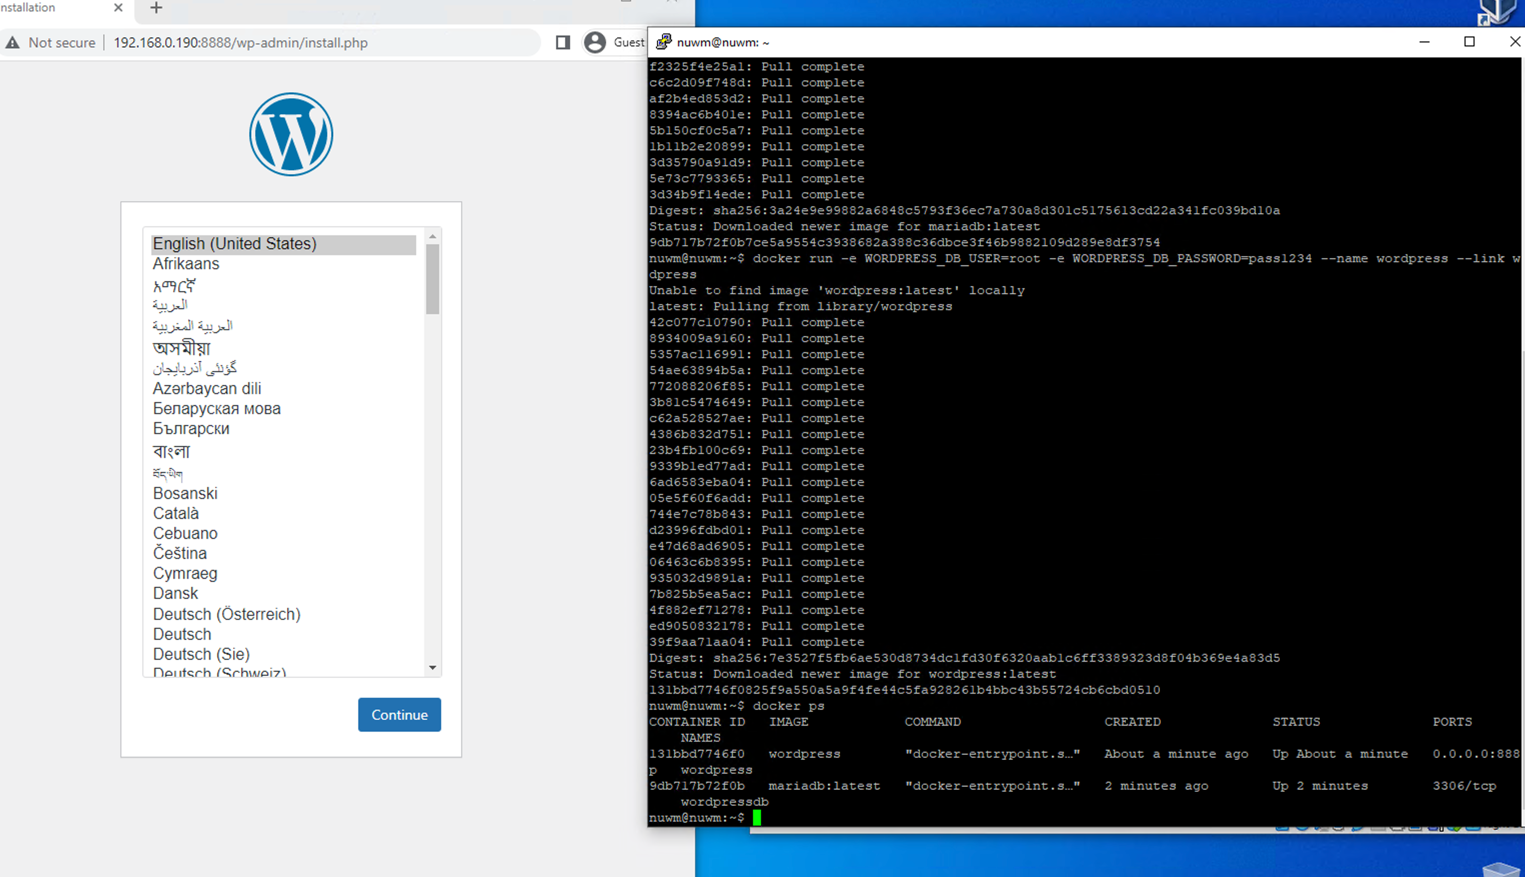 nstallation
Not secure
192.168.0.190:8888/wp-admin/install.php
Guest
English (United States)
Afrikaans
አማርኛ
العربية
العربية المغربية
অসমীয়া
گؤنئی آذربایجان
Azərbaycan dili
Беларуская мова
Български
বাংলা
བོད་ཡིག
Bosanski
Català
Cebuano
Čeština
Cymraeg
Dansk
Deutsch (Österreich)
Deutsch
Deutsch (Sie)
Deutsch (Schweiz)
Continue
nuwm@nuwm: ~
f2325f4e25a1: Pull complete
c6c2d09f748d: Pull complete
af2b4ed853d2: Pull complete
8394ac6b401e: Pull complete
5b150cf0c5a7: Pull complete
1b11b2e20899: Pull complete
3d35790a91d9: Pull complete
5e73c7793365: Pull complete
3d34b9f14ede: Pull complete
Digest: sha256:3a24e9e99882a6848c5793f36ec7a730a8d301c5175613cd22a341fc039bd10a
Status: Downloaded newer image for mariadb:latest
9db717b72f0b7ce5a9554c3938682a388c36dbce3f46b9882109d289e8df3754
nuwm@nuwm:~$ docker run -e WORDPRESS_DB_USER=root -e WORDPRESS_DB_PASSWORD=pass1234 --name wordpress --link w
dpress
Unable to find image 'wordpress:latest' locally
latest: Pulling from library/wordpress
42c077c10790: Pull complete
8934009a9160: Pull complete
5357ac116991: Pull complete
54ae63894b5a: Pull complete
772088206f85: Pull complete
3b81c5474649: Pull complete
c62a528527ae: Pull complete
4386b832d751: Pull complete
23b4fb100c69: Pull complete
9339b1ed77ad: Pull complete
6ad6583eba04: Pull complete
05e5f60f6add: Pull complete
744e7c78b843: Pull complete
d23996fdbd01: Pull complete
e47d68ad6905: Pull complete
06463c6b8395: Pull complete
935032d9891a: Pull complete
7b825b5ea5ac: Pull complete
4f882ef71278: Pull complete
ed9050832178: Pull complete
39f9aa71aa04: Pull complete
Digest: sha256:7e3527f5fb6ae530d8734dc1fd30f6320aab1c6ff3389323d8f04b369e4a83d5
Status: Downloaded newer image for wordpress:latest
131bbd7746f0825f9a550a5a9f4fe44c5fa928261b4bbc43b55724cb6cbd0510
nuwm@nuwm:~$ docker ps
CONTAINER ID IMAGE COMMAND CREATED STATUS PORTS
NAMES
131bbd7746f0 wordpress "docker-entrypoint.s…" About a minute ago Up About a minute 0.0.0.0:888
p wordpress
9db717b72f0b mariadb:latest "docker-entrypoint.s…" 2 minutes ago Up 2 minutes 3306/tcp
wordpressdb
nuwm@nuwm:~$